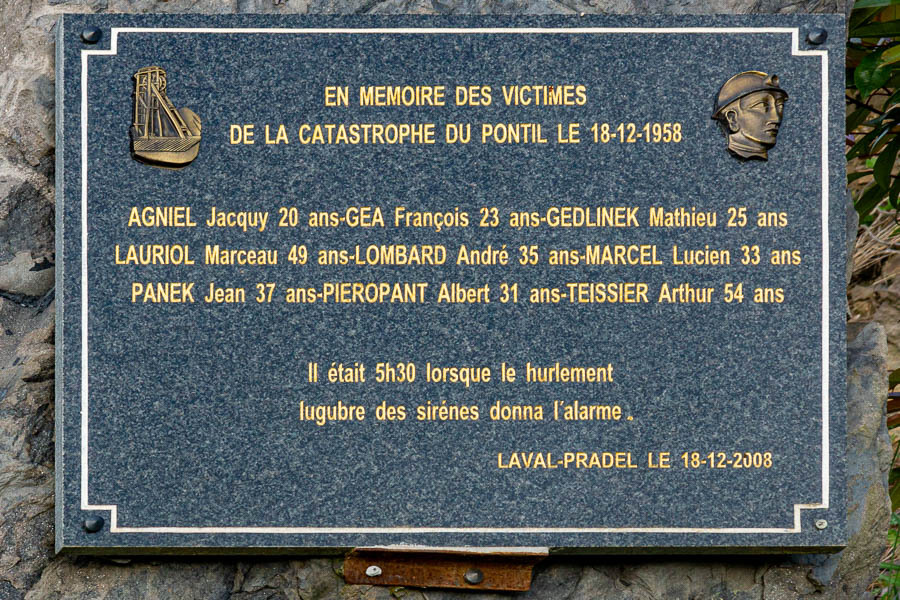 EN MEMOIRE DES VICTIMES
DE LA CATASTROPHE DU PONTIL LE 18-12-1958
AGNIEL Jacquy 20 ans-GEA François 23 ans-GEDLINEK Mathieu 25 ans
LAURIOL Marceau 49 ans-LOMBARD André 35 ans-MARCEL Lucien 33 ans
PANEK Jean 37 ans-PIEROPANT Albert 31 ans-TEISSIER Arthur 54 ans
Il était 5h30 lorsque le hurlement
lugubre des sirénes donna l'alarme.
LAVAL-PRADEL LE 18-12-2008